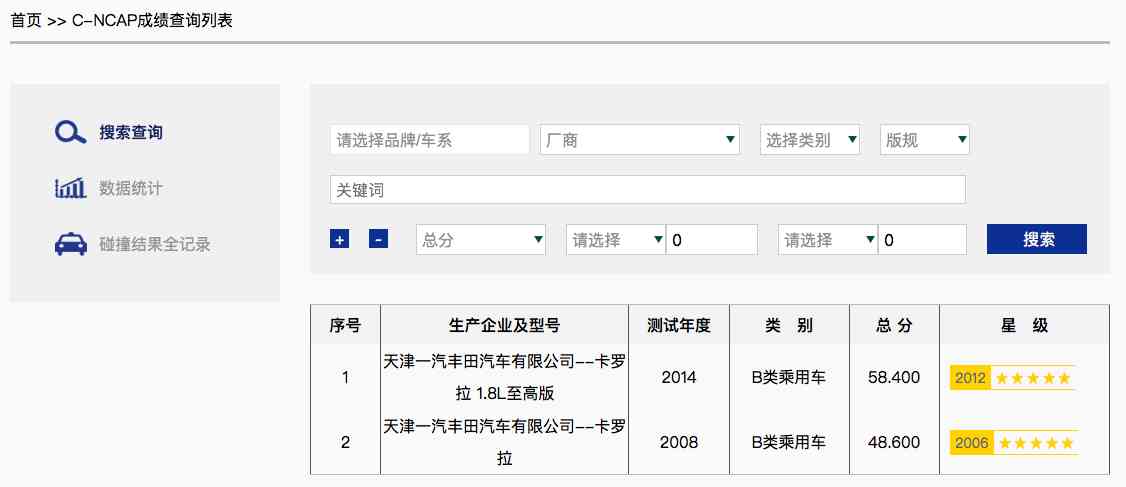 首页 >> C-NCAP成绩查询列表
搜索查询
数据统计
碰撞结果全记录
请选择品牌/车系 厂商 选择类别 版规
关键词
+ - 总分 请选择 0 请选择 0 搜索
序号 生产企业及型号 测试年度 类 别 总 分 星 级
1 天津一汽丰田汽车有限公司--卡罗 2014 B类乘用车 58.400 2012 ★★★★★
拉 1.8L至高版
2 天津一汽丰田汽车有限公司--卡罗 2008 B类乘用车 48.600 2006 ★★★★★
拉